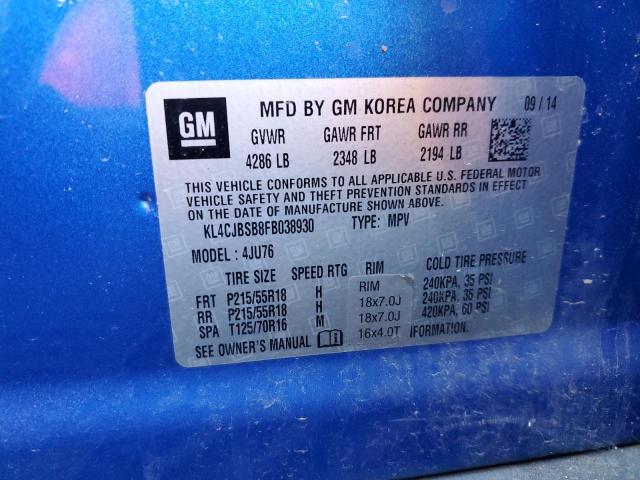 GM
MFD BY GM KOREA COMPANY 09 / 14
GVWR GAWR FRT GAWR RR
4286 LB 2348 LB 2194 LB
THIS VEHICLE CONFORMS TO ALL APPLICABLE U.S. FEDERAL MOTOR
VEHICLE SAFETY AND THEFT PREVENTION STANDARDS IN EFFECT
ON THE DATE OF MANUFACTURE SHOWN ABOVE.
KL4CJBSB8FB038930 TYPE: MPV
MODEL : 4JU76
TIRE SIZE SPEED RTG RIM COLD TIRE PRESSURE
RIM
FRT P215/55R18 H 18x7.0J 240KPA, 35 PSI
RR P215/55R18 H 18x7.0J 240KPA, 35 PSI
SPA T125/70R16 M 16x4.0T 420KPA, 60 PSI
SEE OWNER'S MANUAL FORMATION.